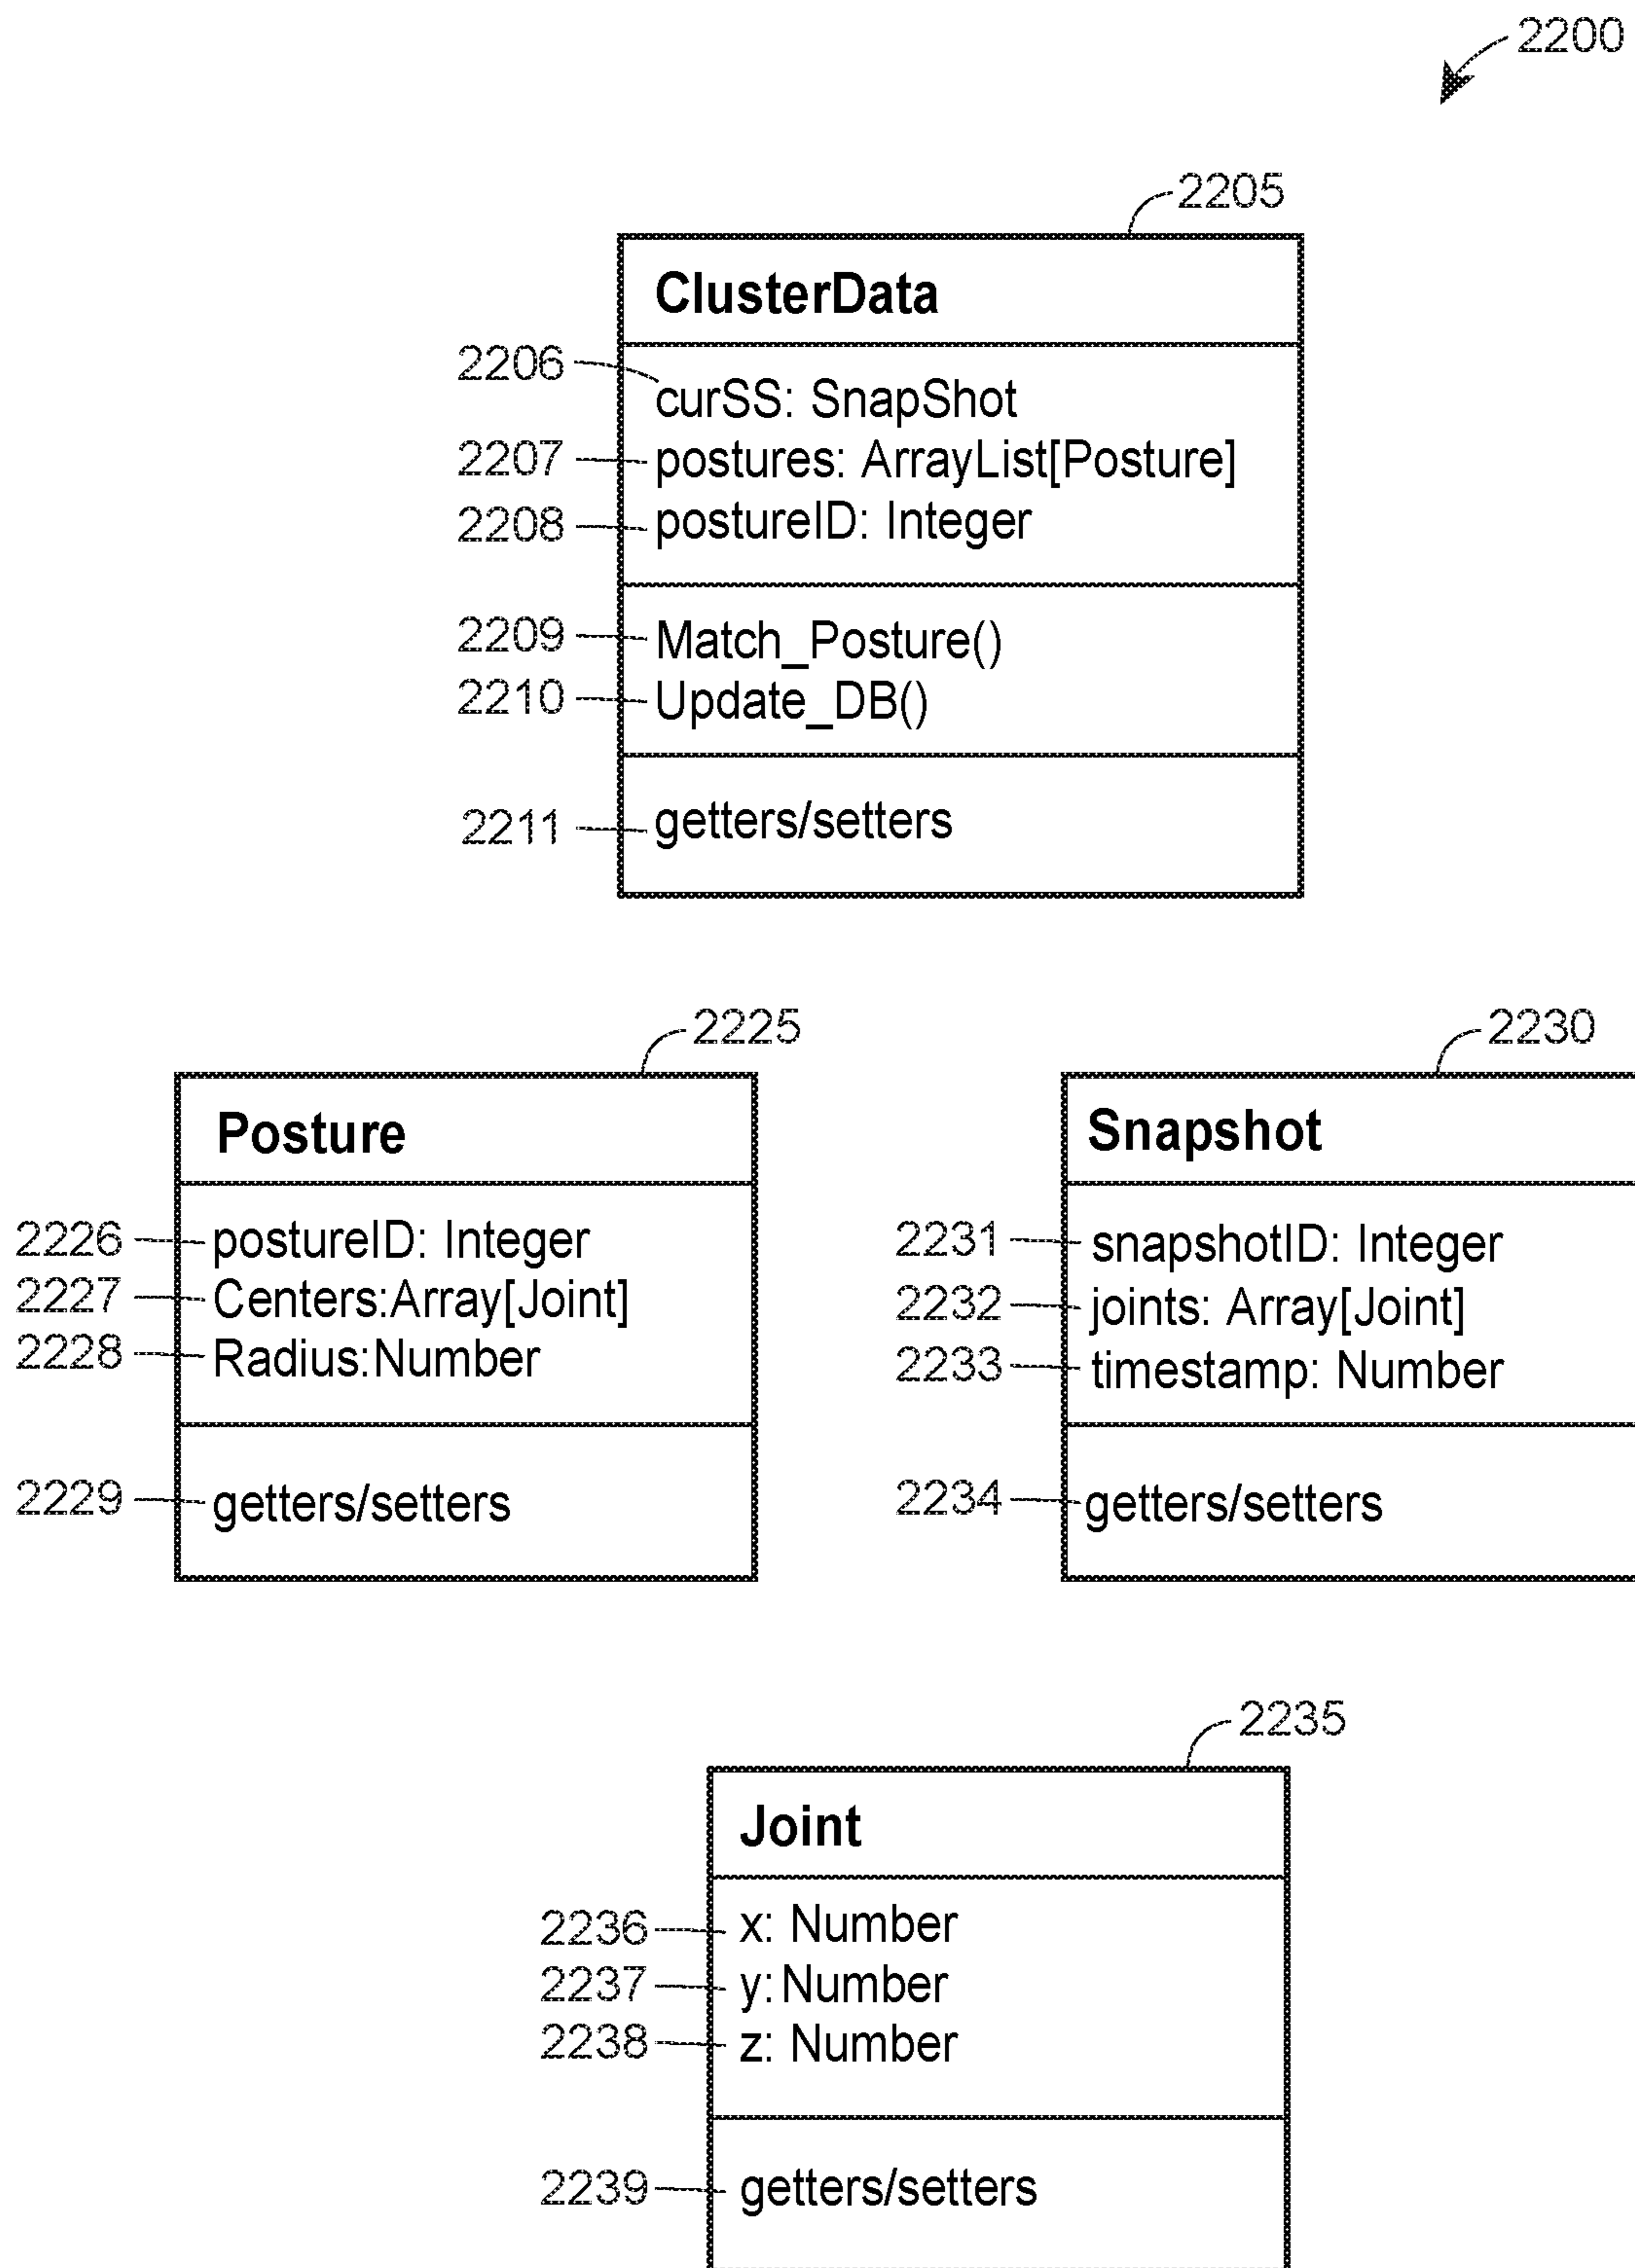 2200
2205
ClusterData
2206 curSS: SnapShot
2207 postures: ArrayList[Posture]
2208 postureID: Integer
2209 Match_Posture()
2210 Update_DB()
2211 getters/setters
2225
Posture
2226 postureID: Integer
2227 Centers:Array[Joint]
2228 Radius:Number
2229 getters/setters
2230
Snapshot
2231 snapshotID: Integer
2232 joints: Array[Joint]
2233 timestamp: Number
2234 getters/setters
2235
Joint
2236 x: Number
2237 y: Number
2238 z: Number
2239 getters/setters